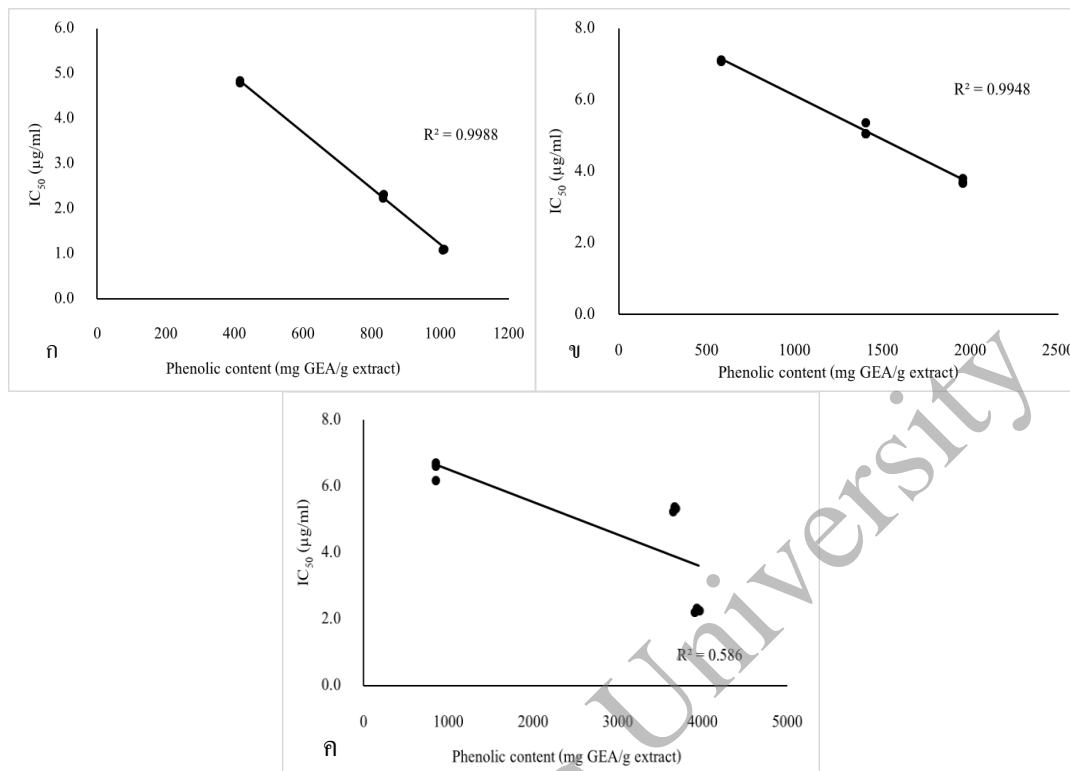 6.0
5.0
4.0
3.0
2.0
1.0
0.0
IC50 (µg/ml)
R² = 0.9988
0 200 400 600 800 1000 1200
ก
Phenolic content (mg GEA/g extract)
8.0
6.0
4.0
2.0
0.0
IC50 (µg/ml)
R² = 0.9948
0 500 1000 1500 2000 2500
ข
Phenolic content (mg GEA/g extract)
8.0
6.0
4.0
2.0
0.0
IC50 (µg/ml)
R² = 0.586
0 1000 2000 3000 4000 5000
ค
Phenolic content (mg GEA/g extract)
University